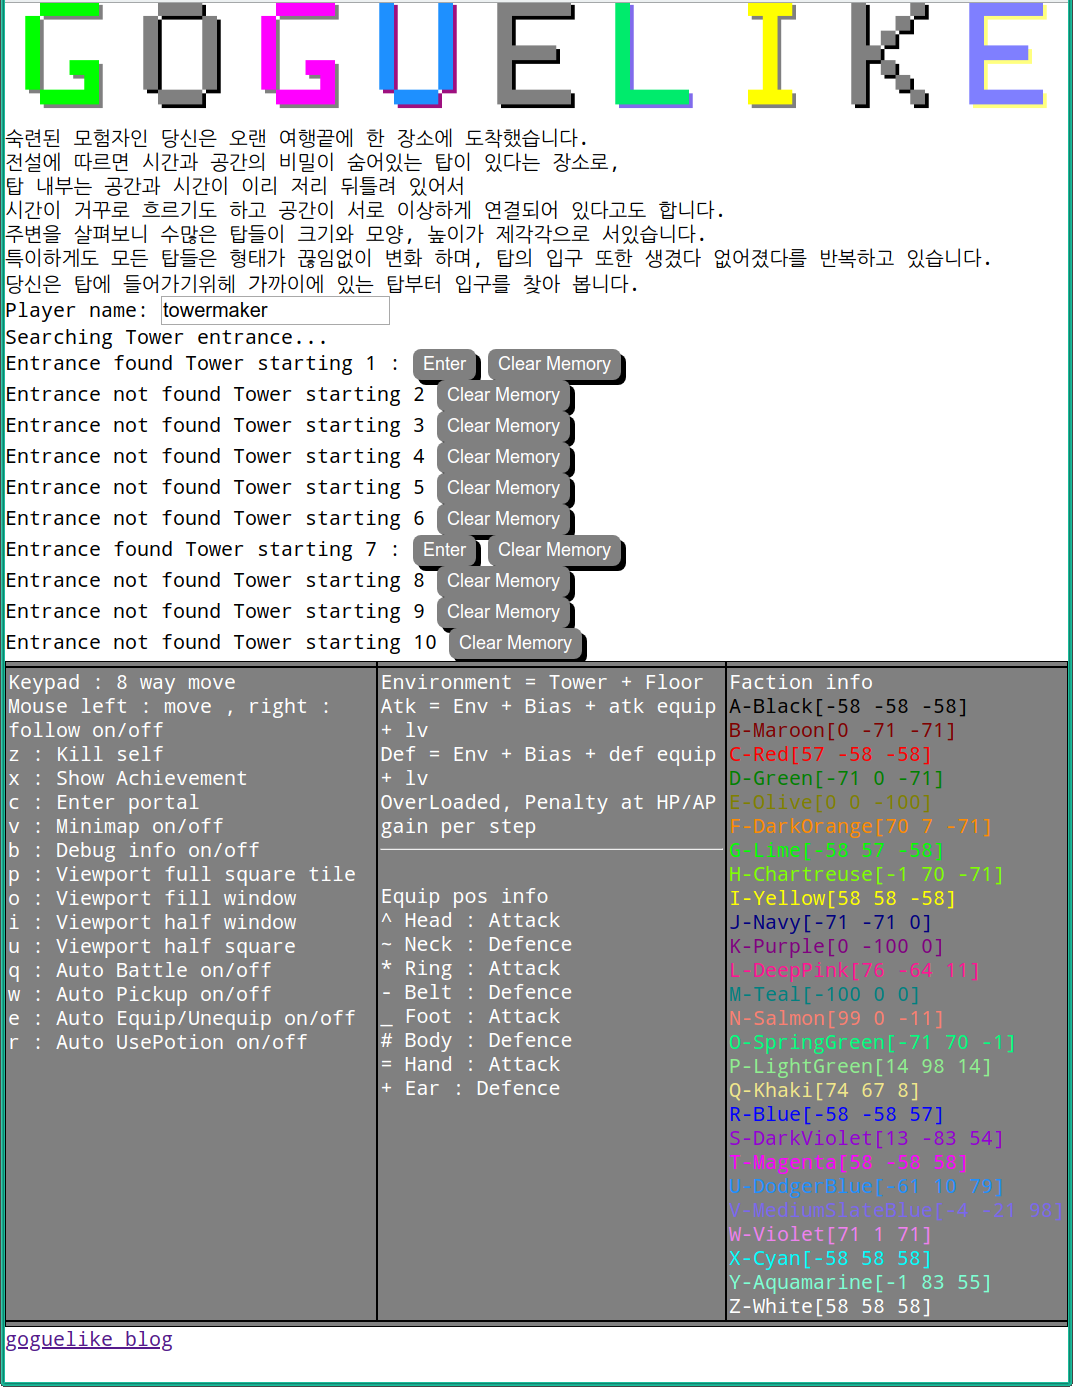 GOGUELIKE
숙련된 모험자인 당신은 오랜 여행끝에 한 장소에 도착했습니다.
전설에 따르면 시간과 공간의 비밀이 숨어있는 탑이 있다는 장소로,
탑 내부는 공간과 시간이 이리 저리 뒤틀려 있어서
시간이 거꾸로 흐르기도 하고 공간이 서로 이상하게 연결되어 있다고도 합니다.
주변을 살펴보니 수많은 탑들이 크기와 모양, 높이가 제각각으로 서있습니다.
특이하게도 모든 탑들은 형태가 끊임없이 변화 하며, 탑의 입구 또한 생겼다 없어졌다를 반복하고 있습니다.
당신은 탑에 들어가기위헤 가까이에 있는 탑부터 입구를 찾아 봅니다.
Player name: towermaker
Searching Tower entrance...
Entrance found Tower starting 1 : Enter Clear Memory
Entrance not found Tower starting 2 Clear Memory
Entrance not found Tower starting 3 Clear Memory
Entrance not found Tower starting 4 Clear Memory
Entrance not found Tower starting 5 Clear Memory
Entrance not found Tower starting 6 Clear Memory
Entrance found Tower starting 7 : Enter Clear Memory
Entrance not found Tower starting 8 Clear Memory
Entrance not found Tower starting 9 Clear Memory
Entrance not found Tower starting 10 Clear Memory
Keypad : 8 way move
Mouse left : move , right :
follow on/off
z : Kill self
x : Show Achievement
c : Enter portal
v : Minimap on/off
b : Debug info on/off
p : Viewport full square tile
o : Viewport fill window
i : Viewport half window
u : Viewport half square
q : Auto Battle on/off
w : Auto Pickup on/off
e : Auto Equip/Unequip on/off
r : Auto UsePotion on/off
Environment = Tower + Floor
Atk = Env + Bias + atk equip
+ lv
Def = Env + Bias + def equip
+ lv
OverLoaded, Penalty at HP/AP
gain per step
Equip pos info
^ Head : Attack
~ Neck : Defence
* Ring : Attack
- Belt : Defence
_ Foot : Attack
# Body : Defence
= Hand : Attack
+ Ear : Defence
Faction info
A-Black[-58 -58 -58]
B-Maroon[0 -71 -71]
C-Red[57 -58 -58]
D-Green[-71 0 -71]
E-Olive[0 0 -100]
F-DarkOrange[70 7 -71]
G-Lime[-58 57 -58]
H-Chartreuse[-1 70 -71]
I-Yellow[58 58 -58]
J-Navy[-71 -71 0]
K-Purple[0 -100 0]
L-DeepPink[76 -64 11]
M-Teal[-100 0 0]
N-Salmon[99 0 -11]
O-SpringGreen[-71 70 -1]
P-LightGreen[14 98 14]
Q-Khaki[74 67 8]
R-Blue[-58 -58 57]
S-DarkViolet[13 -83 54]
T-Magenta[58 -58 58]
U-DodgerBlue[-61 10 79]
V-MediumSlateBlue[-4 -21 98]
W-Violet[71 1 71]
X-Cyan[-58 58 58]
Y-Aquamarine[-1 83 55]
Z-White[58 58 58]
goguelike blog